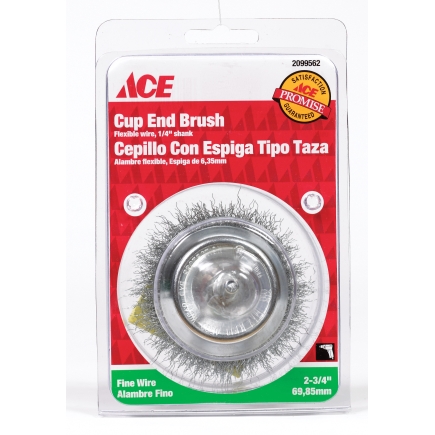 2099562
ACE
SATISFACTION
ACE
PROMISE
GUARANTEED
Cup End Brush
Flexible wire, 1/4" shank
Cepillo Con Espiga Tipo Taza
Alambre flexible, Espiga de 6,35mm
Fine Wire
Alambre Fino
2-3/4"
69,85mm